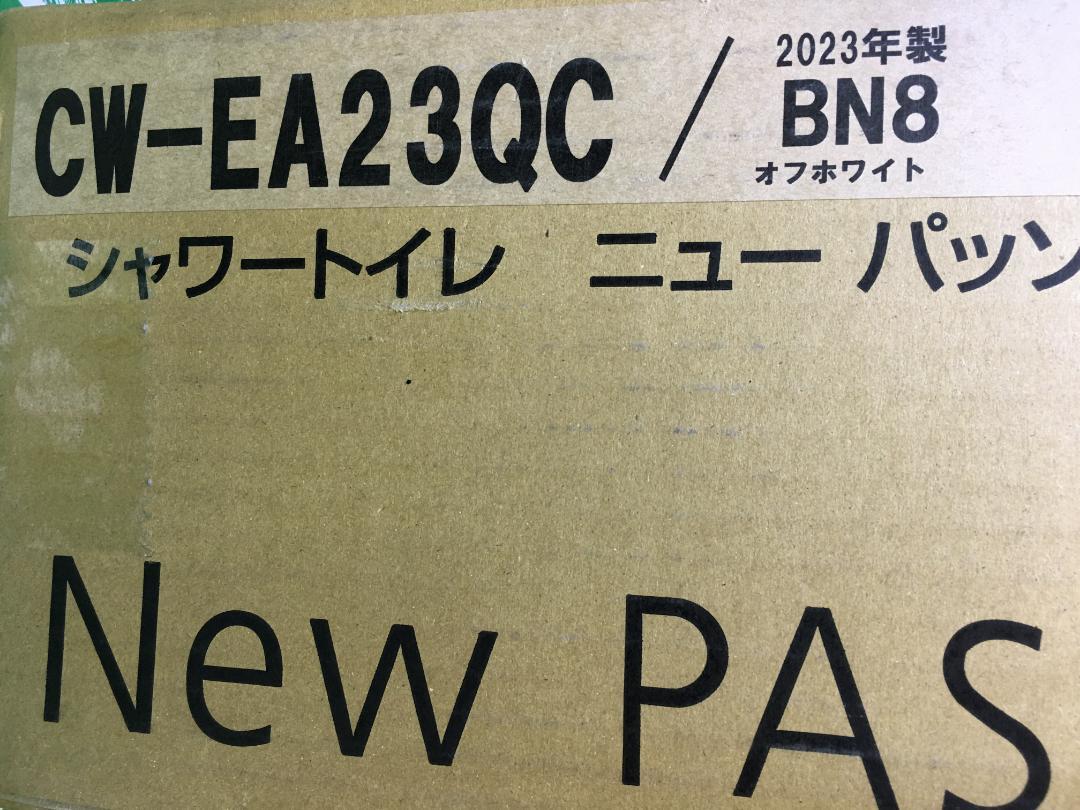 CW-EA23QC / 2023年製
BN8
オフホワイト
シャワートイレ ニュー パッソ
New PAS